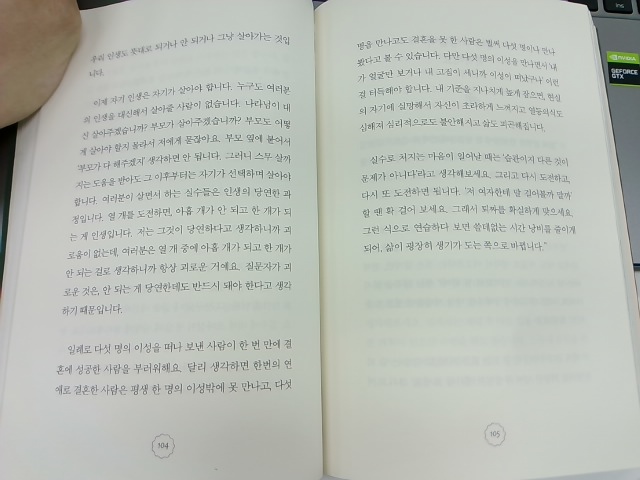 우리 인생도 뜻대로 되거나 안 되거나 그냥 살아가는 것입
니다.
이제 자기 인생은 자기가 살아야 합니다. 누구도 여러분
의 인생을 대신해서 살아줄 사람이 없습니다. 나라님이 대
신 살아주겠습니까? 부모가 살아주겠습니까? 부모도 어떻
게 살아야 할지 몰라서 저에게 묻잖아요. 부모 옆에 붙어서
'부모가 다 해주겠지' 생각하면 안 됩니다. 그러니 스무 살까
지는 도움을 받아도 그 이후부터는 자기가 선택하며 살아야
합니다. 여러분이 살면서 하는 실수들은 인생의 당연한 과
정입니다. 열 개를 도전하면, 아홉 개가 안 되고 한 개가 되
는 게 인생입니다. 저는 그것이 당연하다고 생각하니까 괴
로움이 없는데, 여러분은 열 개 중에 아홉 개가 되고 한 개가
안 되는 걸로 생각하니까 항상 괴로운 거예요. 질문자가 괴
로운 것은, 안 되는 게 당연한데도 반드시 돼야 한다고 생각
하기 때문입니다.
일례로 다섯 명의 이성을 떠나 보낸 사람이 한 번 만에 결
혼에 성공한 사람을 부러워해요. 달리 생각하면 한번의 연
애로 결혼한 사람은 평생 한 명의 이성밖에 못 만나고, 다섯
104
명을 만나고도 결혼을 못 한 사람은 벌써 다섯 명이나 만나
봤다고 볼 수 있습니다. 다만 다섯 명의 이성을 만나면서 내
가 얼굴만 보거나 내 고집이 세니까 이성이 떠났구나 이런
걸 터득해야 합니다. 내 기준을 지나치게 높게 잡으면, 현실
의 자기에 실망해서 자신이 초라하게 느껴지고 열등의식도
심해져 심리적으로도 불안해지고 삶도 피곤해집니다.
실수로 처지는 마음이 일어날 때는 '습관이지 다른 것이
문제가 아니다'라고 생각해보세요. 그리고 다시 도전하고,
다시 또 도전하면 됩니다. '저 여자한테 말 걸어볼까 말까'
할 땐 확 걸어 보세요. 그래서 퇴짜를 확실하게 맞으세요.
그런 식으로 연습하다 보면 쓸데없는 시간 낭비를 줄이게
되어, 삶이 굉장히 생기가 도는 쪽으로 바뀝니다."
105
NVIDIA
GEFORCE
GTX